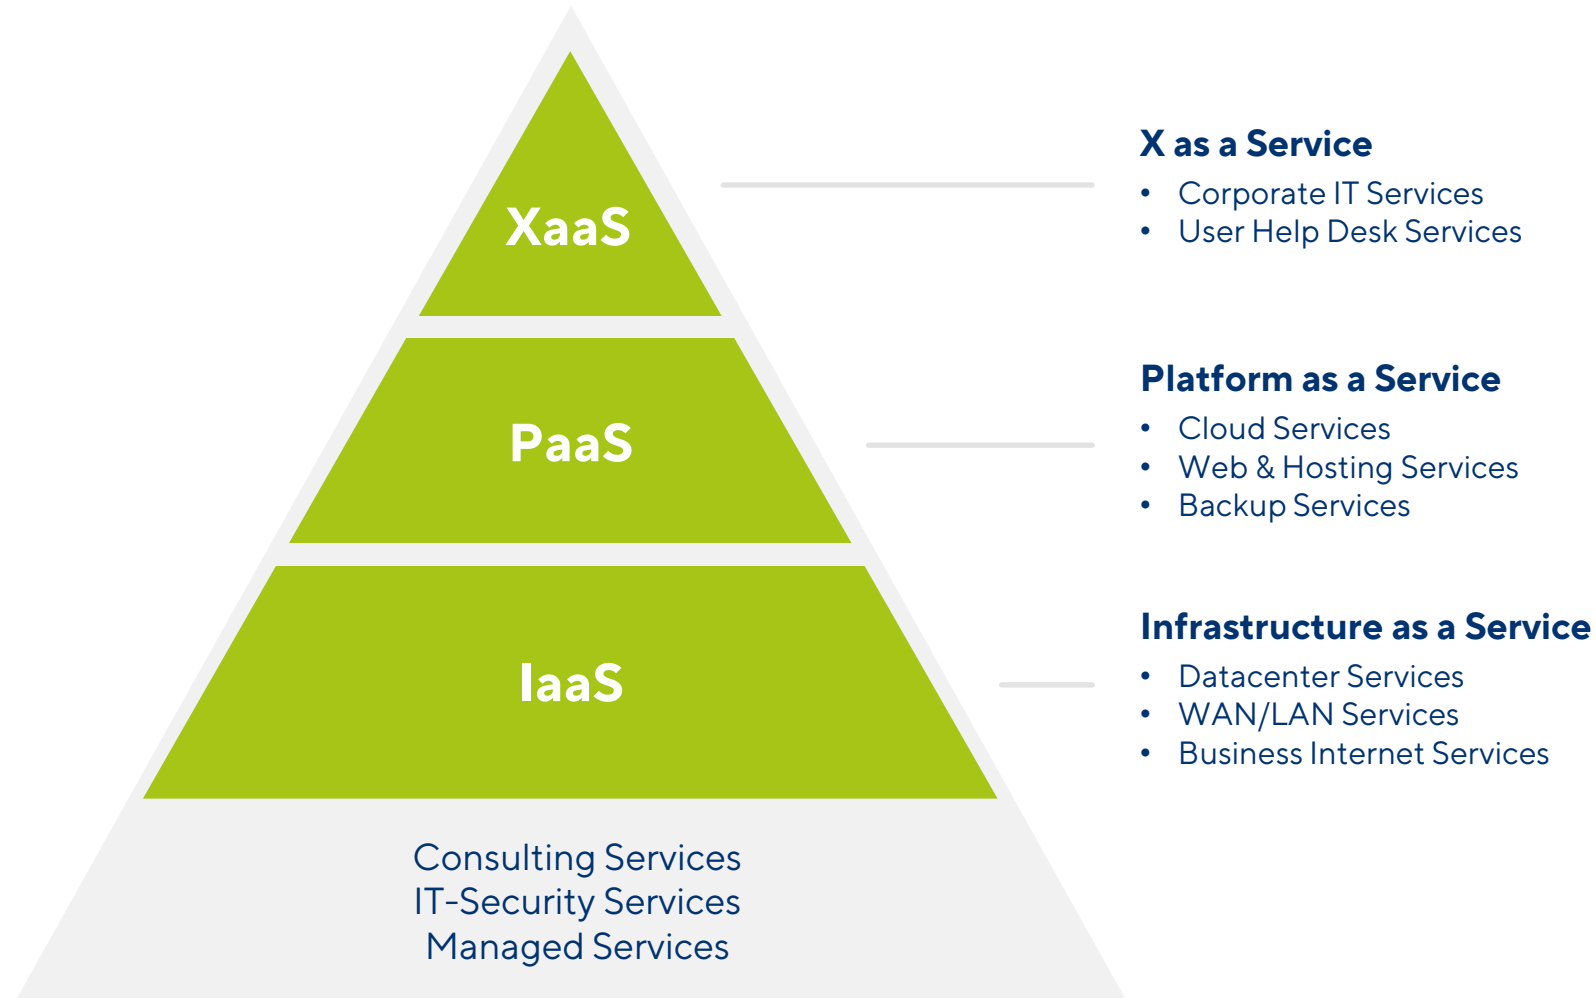 XaaS
X as a Service
• Corporate IT Services
• User Help Desk Services
PaaS
Platform as a Service
• Cloud Services
• Web & Hosting Services
• Backup Services
IaaS
Infrastructure as a Service
• Datacenter Services
• WAN/LAN Services
• Business Internet Services
Consulting Services
IT-Security Services
Managed Services